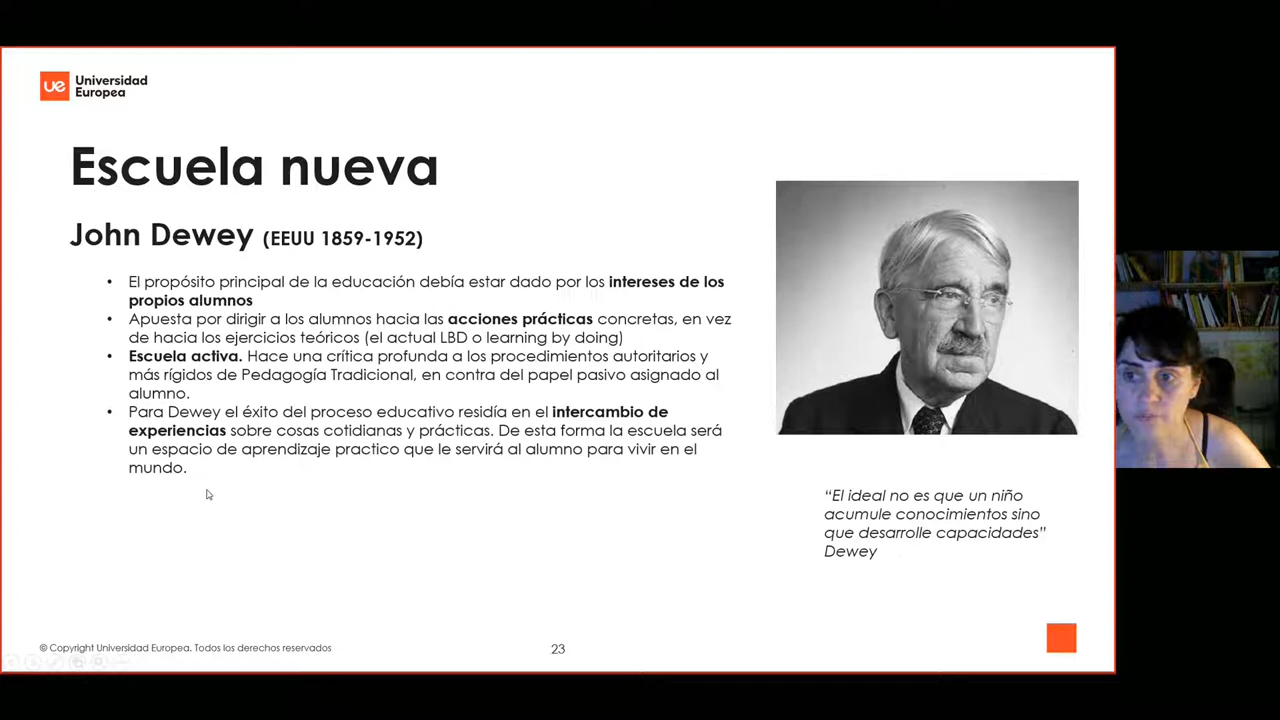 ue Universidad
Europea
Escuela nueva
John Dewey (EEUU 1859-1952)
• El propósito principal de la educación debía estar dado por los intereses de los
propios alumnos
• Apuesta por dirigir a los alumnos hacia las acciones prácticas concretas, en vez
de hacia los ejercicios teóricos (el actual LBD o learning by doing)
• Escuela activa. Hace una crítica profunda a los procedimientos autoritarios y
más rígidos de Pedagogía Tradicional, en contra del papel pasivo asignado al
alumno.
• Para Dewey el éxito del proceso educativo residía en el intercambio de
experiencias sobre cosas cotidianas y prácticas. De esta forma la escuela será
un espacio de aprendizaje practico que le servirá al alumno para vivir en el
mundo.
“El ideal no es que un niño
acumule conocimientos sino
que desarrolle capacidades”
Dewey
© Copyright Universidad Europea. Todos los derechos reservados
23